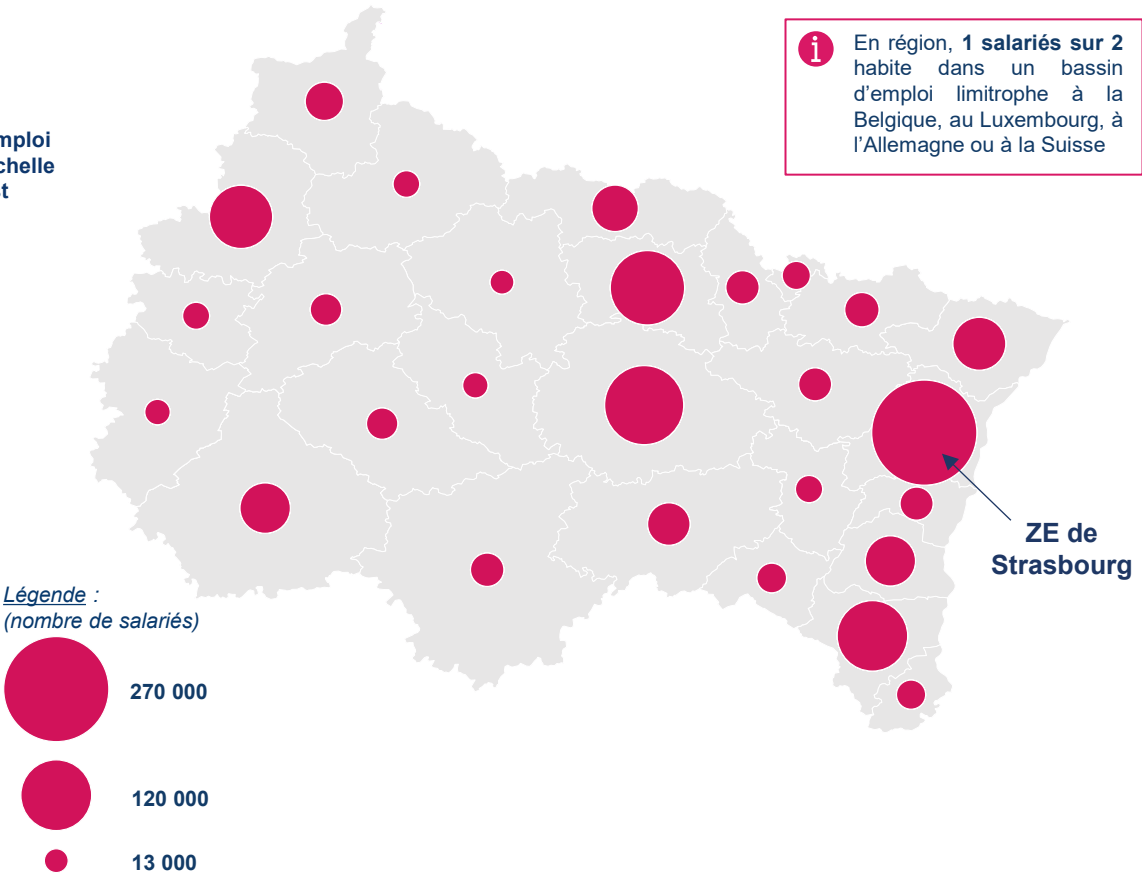 En région, 1 salariés sur 2
habite dans un bassin
d’emploi limitrophe à la
Belgique, au Luxembourg, à
l’Allemagne ou à la Suisse
ZE de
Strasbourg
Légende :
(nombre de salariés)
270 000
120 000
13 000